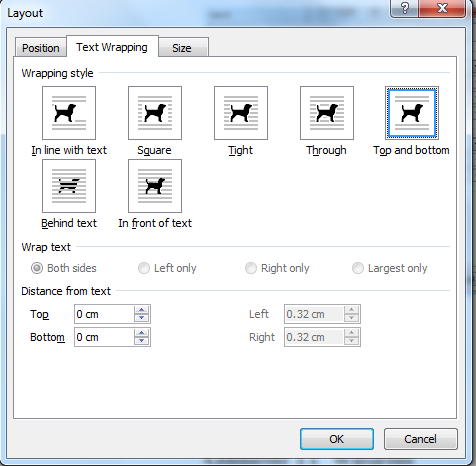 Layout
Position Text Wrapping Size
Wrapping style
In line with text Square Tight Through Top and bottom
Behind text In front of text
Wrap text
Both sides Left only Right only Largest only
Distance from text
Top 0 cm Left 0.32 cm
Bottom 0 cm Right 0.32 cm
OK Cancel